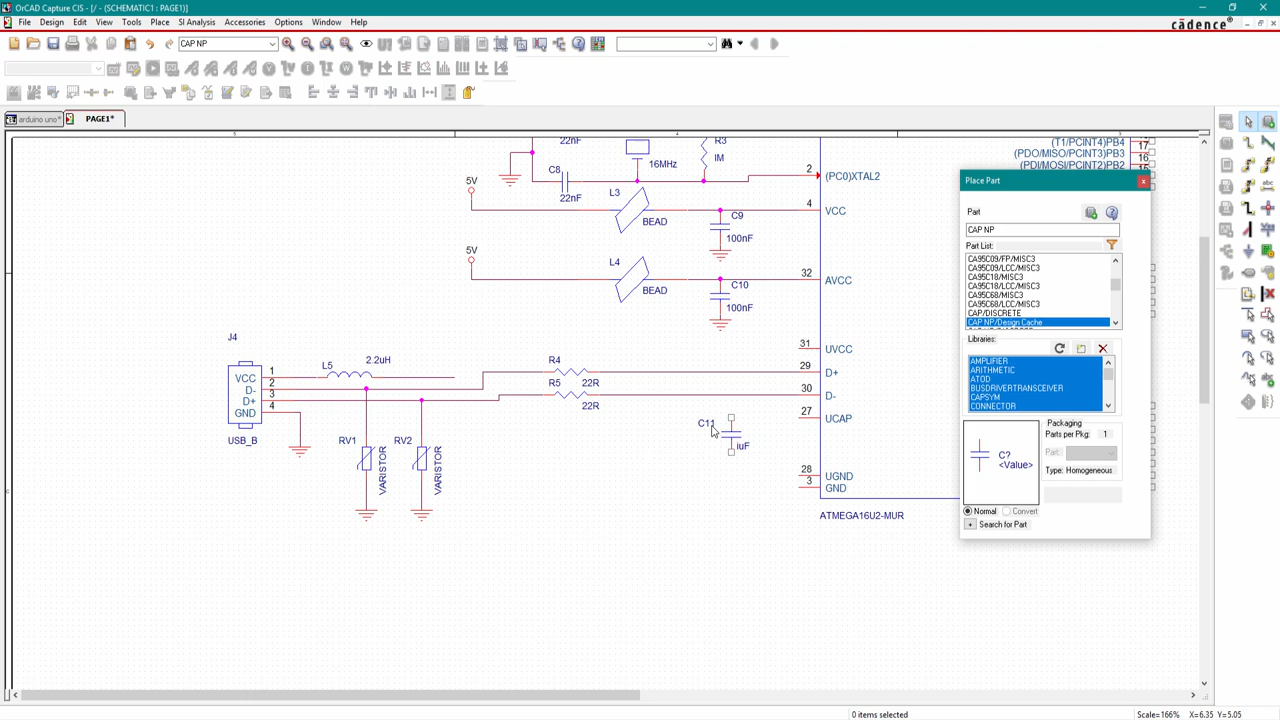 OrCAD Capture CIS - [/ - (SCHEMATIC1 : PAGE1)]
File Design Edit View Tools Place SI Analysis Accessories Options Window Help
cādence
CAP NP
arduino uno* PAGE1*
5 4 3
22nF
R3
1M
16MHz
C8
22nF
5V
L3
BEAD
C9
100nF
2 (PC0)XTAL2
4 VCC
5V
L4
BEAD
C10
100nF
32 AVCC
(T1/PCINT4)PB4 17
(PDO/MISO/PCINT3)PB3 16
(PDI/MOSI/PCINT2)PB2 15
J4
VCC 1
D- 2
D+ 3
GND 4
USB_B
L5
2.2uH
R4
22R
R5
22R
RV1
VARISTOR
RV2
VARISTOR
C11
uF
31 UVCC
29 D+
30 D-
27 UCAP
28 UGND
3 GND
ATMEGA16U2-MUR
Place Part
Part
CAP NP
Part List:
CA95C09/FP/MISC3
CA95C09/LCC/MISC3
CA95C18/MISC3
CA95C18/LCC/MISC3
CA95C68/MISC3
CA95C68/LCC/MISC3
CAP/DISCRETE
CAP NP/Design Cache
Libraries:
AMPLIFIER
ARITHMETIC
ATOD
BUSDRIVERTRANSCEIVER
CAPSYM
CONNECTOR
Packaging
Parts per Pkg: 1
Part:
Type: Homogeneous
C?
<Value>
Normal Convert
+ Search for Part
0 items selected Scale=166% X=6.35 Y=5.05